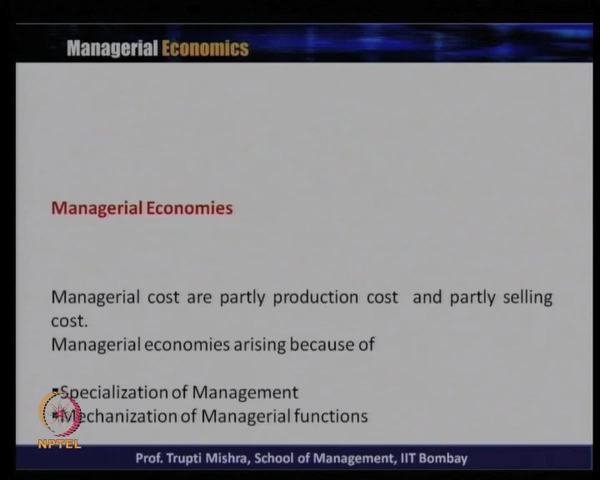 Managerial Economics
Managerial Economies
Managerial cost are partly production cost and partly selling
cost.
Managerial economies arising because of
▪Specialization of Management
▪Mechanization of Managerial functions
NPTEL
Prof. Trupti Mishra, School of Management, IIT Bombay